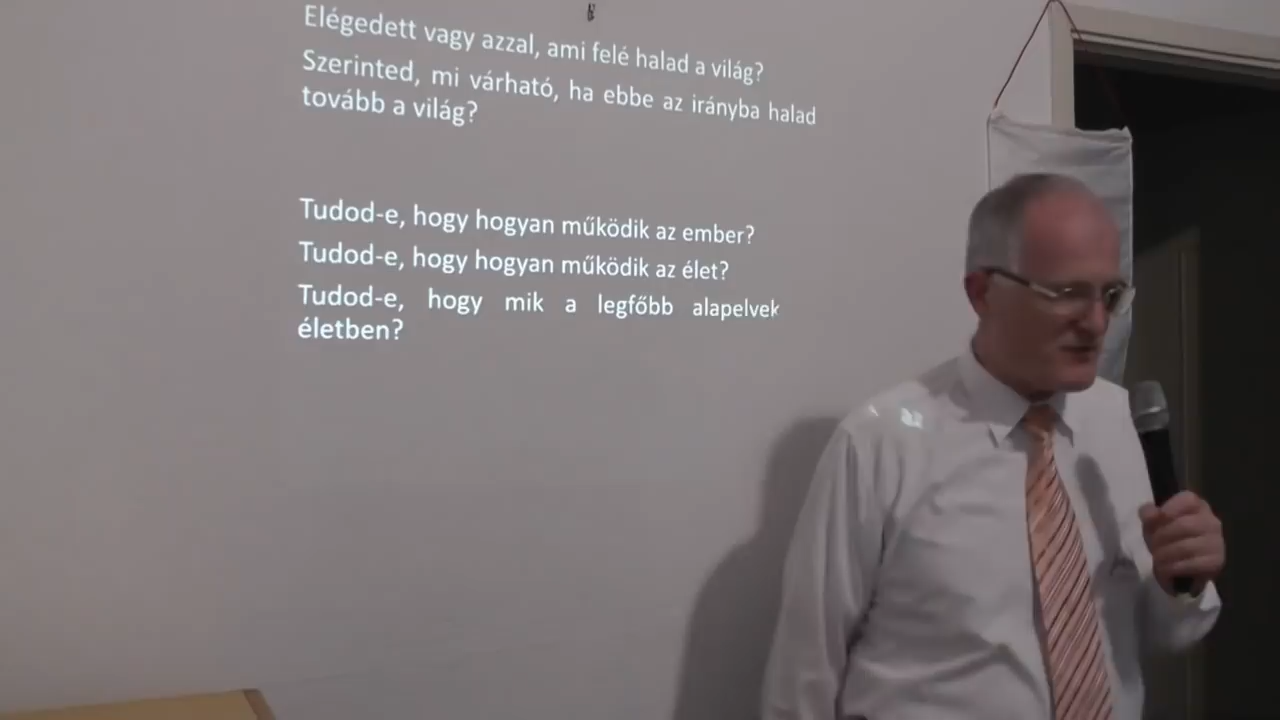 Elégedett vagy azzal, ami felé halad a világ?
Szerinted, mi várható, ha ebbe az irányba halad
tovább a világ?
Tudod-e, hogy hogyan működik az ember?
Tudod-e, hogy hogyan működik az élet?
Tudod-e, hogy mik a legfőbb alapelvek
életben?